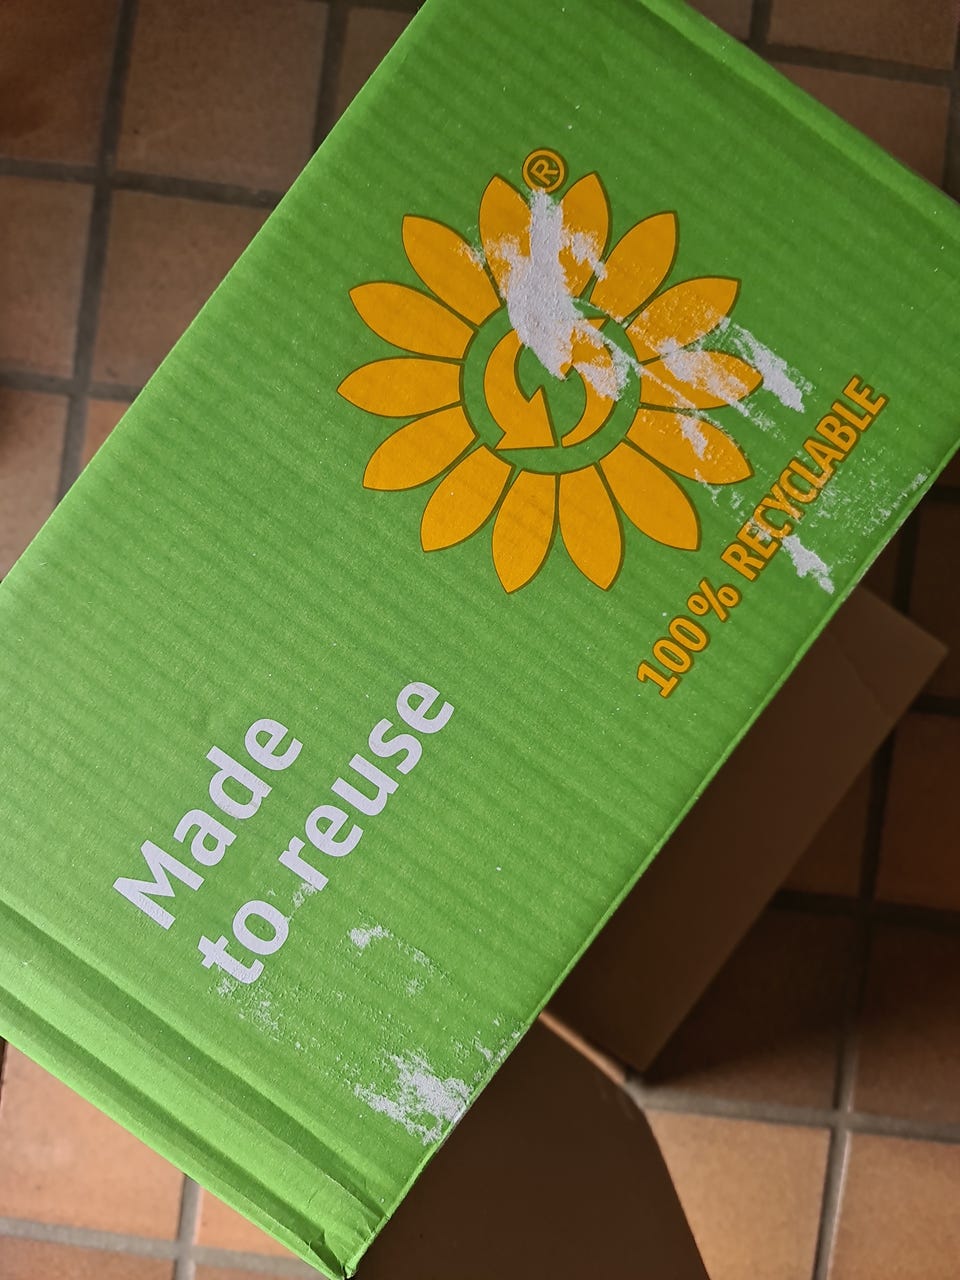 ®
100% RECYCLABLE
Made
to reuse